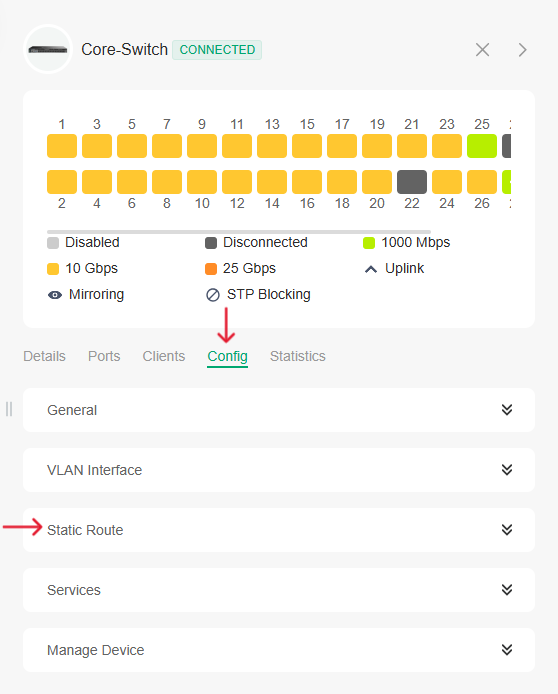 Core-Switch CONNECTED
1 3 5 7 9 11 13 15 17 19 21 23 25
2 4 6 8 10 12 14 16 18 20 22 24 26
Disabled Disconnected 1000 Mbps
10 Gbps 25 Gbps Uplink
Mirroring STP Blocking
Details Ports Clients Config Statistics
General
VLAN Interface
Static Route
Services
Manage Device